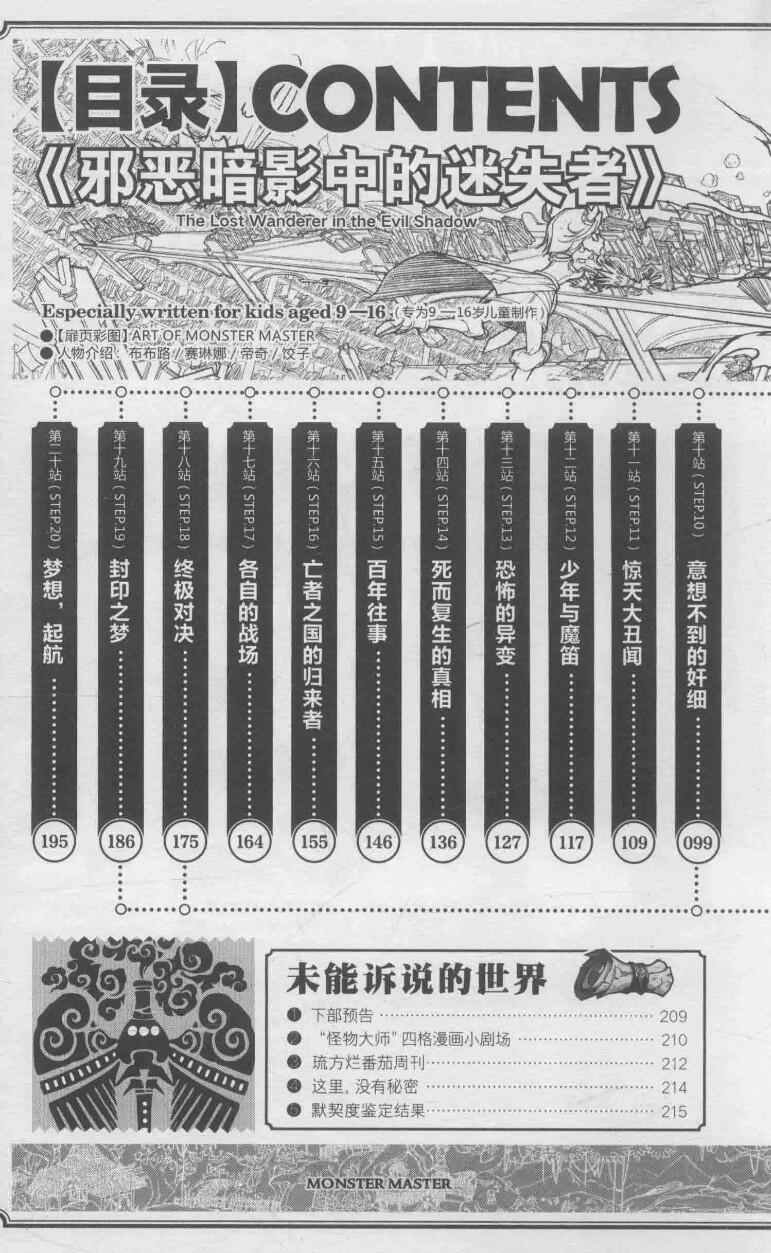 【目录】CONTENTS
《邪恶暗影中的迷失者》
The Lost Wanderer in the Evil Shadow
Especially written for kids aged 9—16（专为9—16岁儿童制作）
●【扉页彩图】ART OF MONSTER MASTER
●人物介绍：布布路/赛琳娜/帝奇/饺子
第十站（STEP.10）意想不到的奸细 099
第十一站（STEP.11）惊天大丑闻 109
第十二站（STEP.12）少年与魔笛 117
第十三站（STEP.13）恐怖的异变 127
第十四站（STEP.14）死而复生的真相 136
第十五站（STEP.15）百年往事 146
第十六站（STEP.16）亡者之国的归来者 155
第十七站（STEP.17）各自的战场 164
第十八站（STEP.18）终极对决 175
第十九站（STEP.19）封印之梦 186
第二十站（STEP.20）梦想，起航 195
未能诉说的世界
❶ 下部预告 209
❷ “怪物大师”四格漫画小剧场 210
❸ 琉方烂番茄周刊 212
❹ 这里，没有秘密 214
❺ 默契度鉴定结果 215
MONSTER MASTER